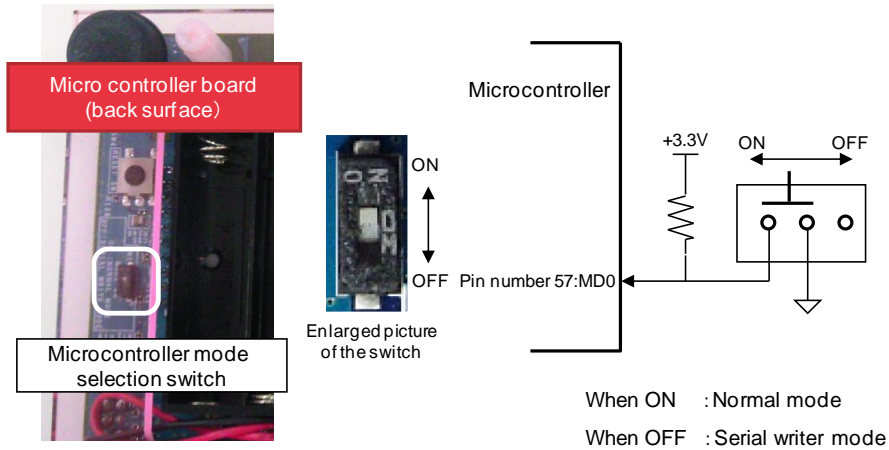 Micro controller board
(back surface)
Microcontroller mode
selection switch
ON
OFF
Enlarged picture
of the switch
Microcontroller
+3.3V
ON
OFF
Pin number 57:MD0
When ON : Normal mode
When OFF : Serial writer mode